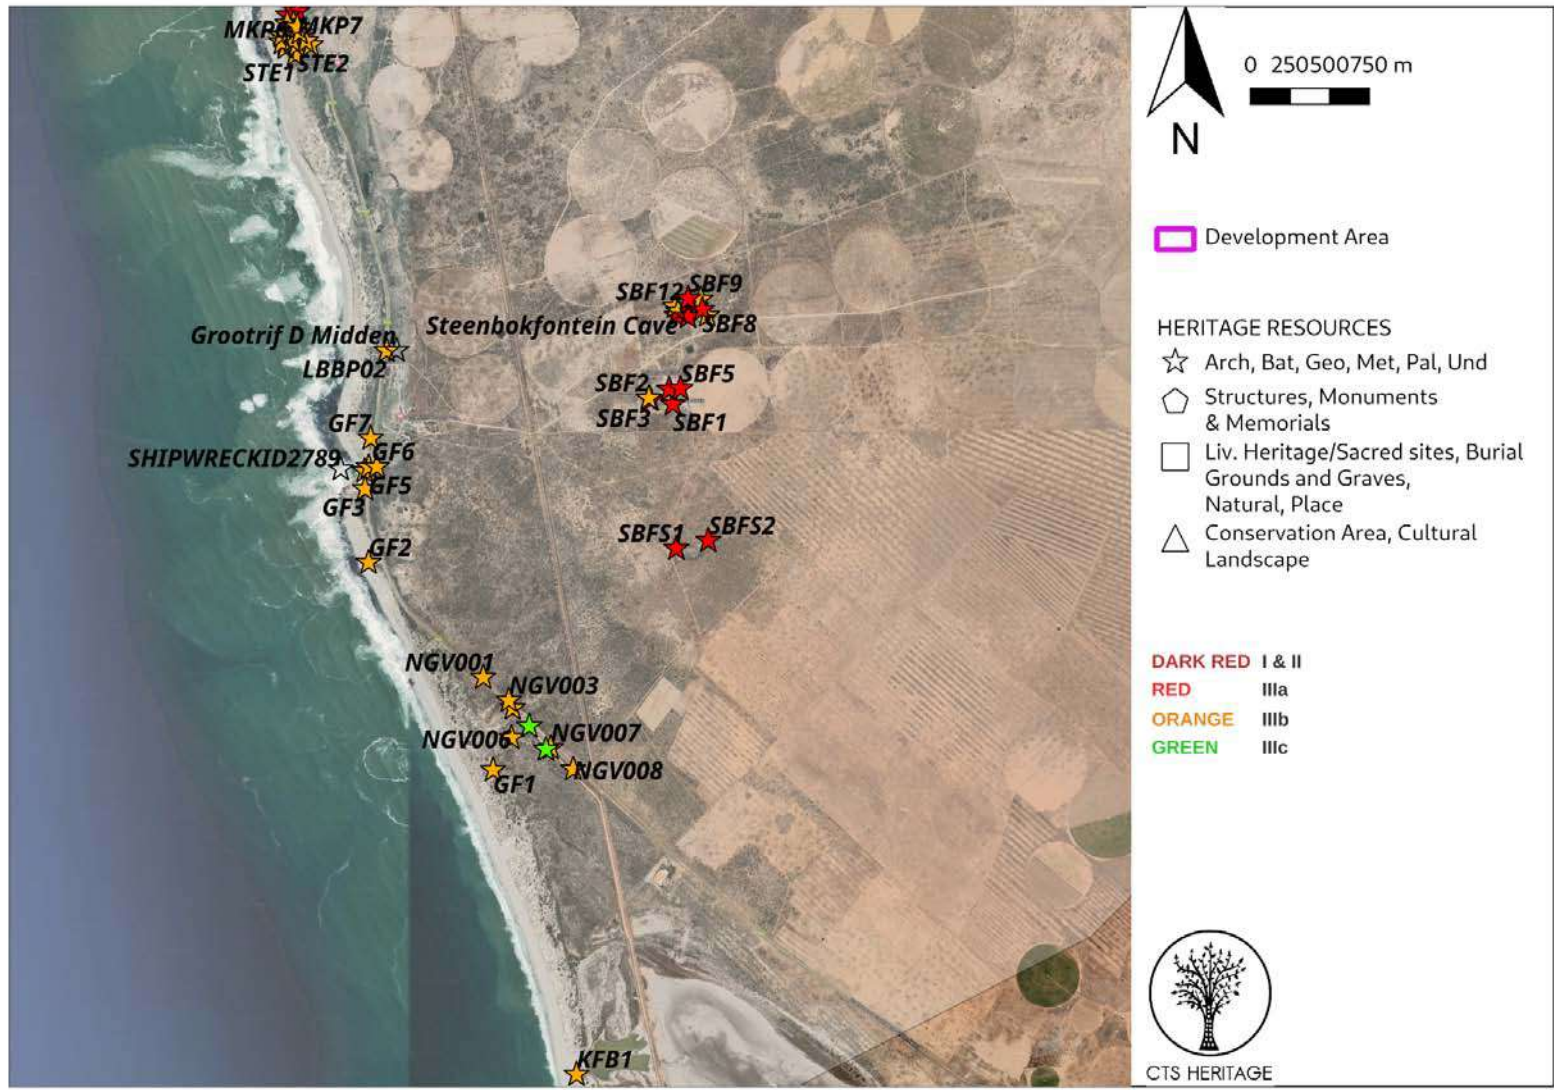 MKP7
STE1
STE2
SBF12
SBF9
Steenbokfontein Cave
SBF8
Grootrif D Midden
LBBP02
SBF2
SBF5
SBF3
SBF1
GF7
SHIPWRECKID2789
GF6
GF5
GF3
SBFS1
SBFS2
GF2
NGV001
NGV003
NGV006
NGV007
NGV008
GF1
KFB1
0 250500750 m
N
Development Area
HERITAGE RESOURCES
Arch, Bat, Geo, Met, Pal, Und
Structures, Monuments
& Memorials
Liv. Heritage/Sacred sites, Burial
Grounds and Graves,
Natural, Place
Conservation Area, Cultural
Landscape
DARK RED I & II
RED IIIa
ORANGE IIIb
GREEN IIIc
CTS HERITAGE